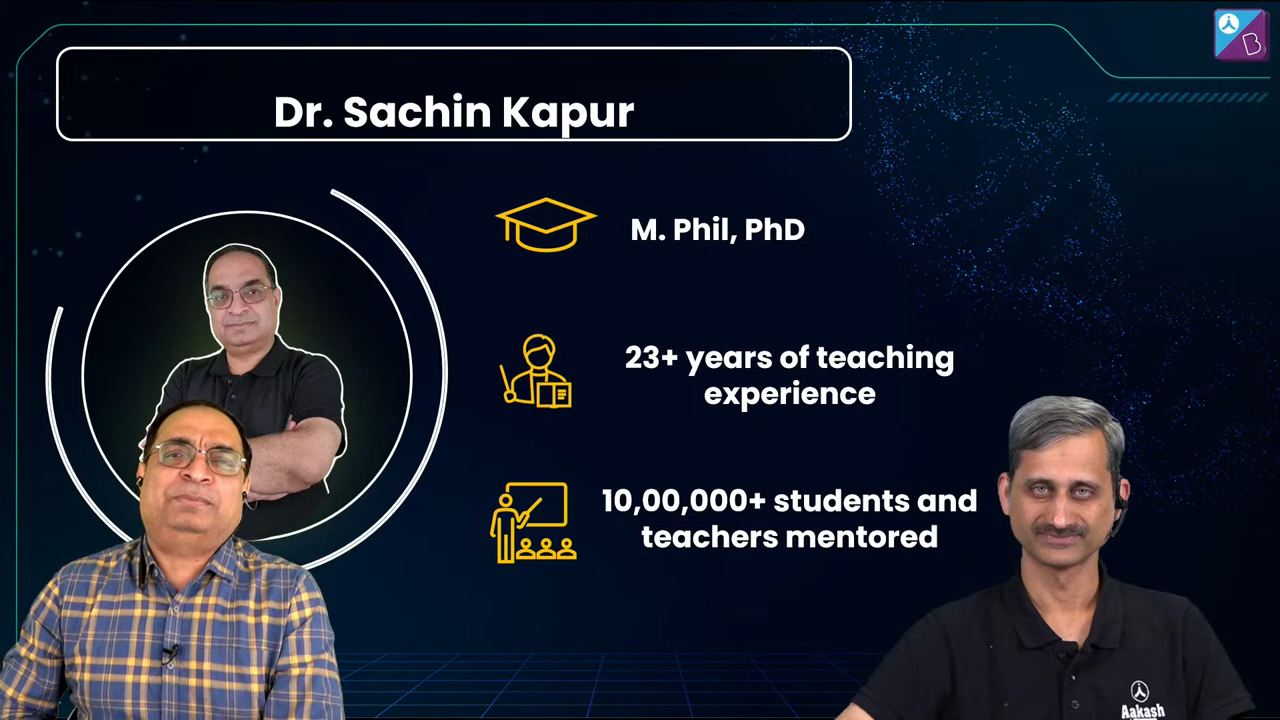 Dr. Sachin Kapur
M. Phil, PhD
23+ years of teaching
experience
10,00,000+ students and
teachers mentored
Aakash
B